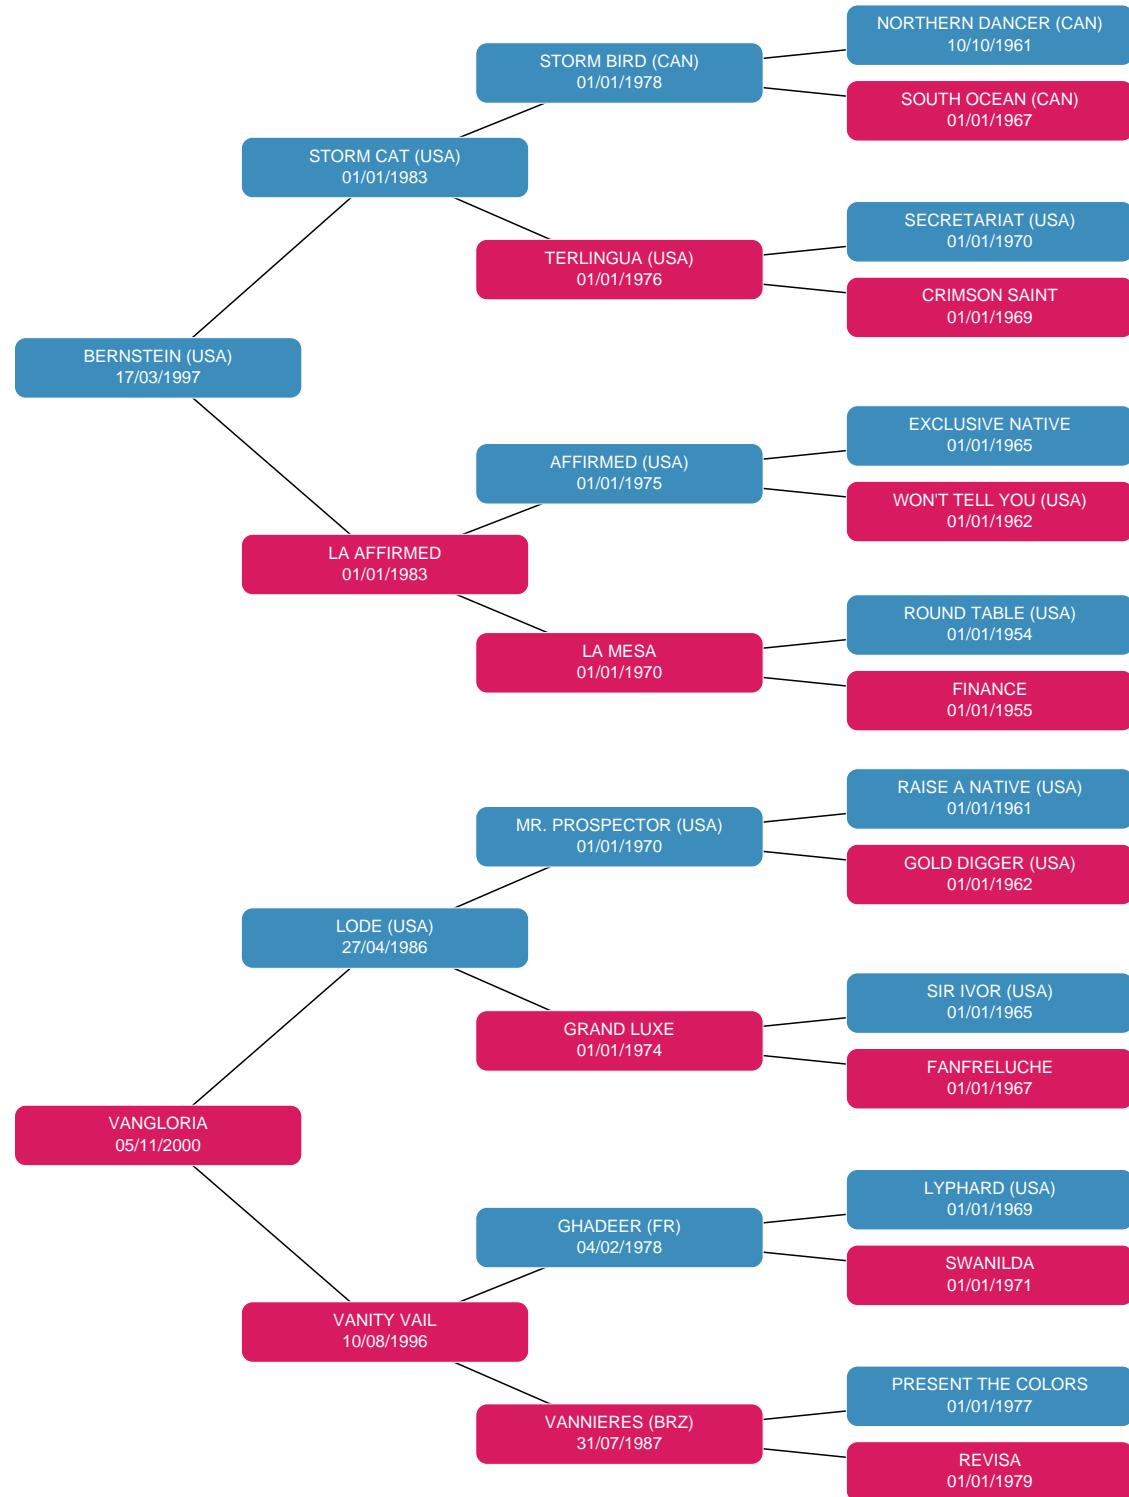 NORTHERN DANCER (CAN)
10/10/1961
STORM BIRD (CAN)
01/01/1978
SOUTH OCEAN (CAN)
01/01/1967
STORM CAT (USA)
01/01/1983
SECRETARIAT (USA)
01/01/1970
TERLINGUA (USA)
01/01/1976
CRIMSON SAINT
01/01/1969
BERNSTEIN (USA)
17/03/1997
EXCLUSIVE NATIVE
01/01/1965
AFFIRMED (USA)
01/01/1975
WON'T TELL YOU (USA)
01/01/1962
LA AFFIRMED
01/01/1983
ROUND TABLE (USA)
01/01/1954
LA MESA
01/01/1970
FINANCE
01/01/1955
RAISE A NATIVE (USA)
01/01/1961
MR. PROSPECTOR (USA)
01/01/1970
GOLD DIGGER (USA)
01/01/1962
LODE (USA)
27/04/1986
SIR IVOR (USA)
01/01/1965
GRAND LUXE
01/01/1974
FANFRELUCHE
01/01/1967
VANGLORIA
05/11/2000
LYPHARD (USA)
01/01/1969
GHADEER (FR)
04/02/1978
SWANILDA
01/01/1971
VANITY VAIL
10/08/1996
PRESENT THE COLORS
01/01/1977
VANNIERES (BRZ)
31/07/1987
REVISA
01/01/1979